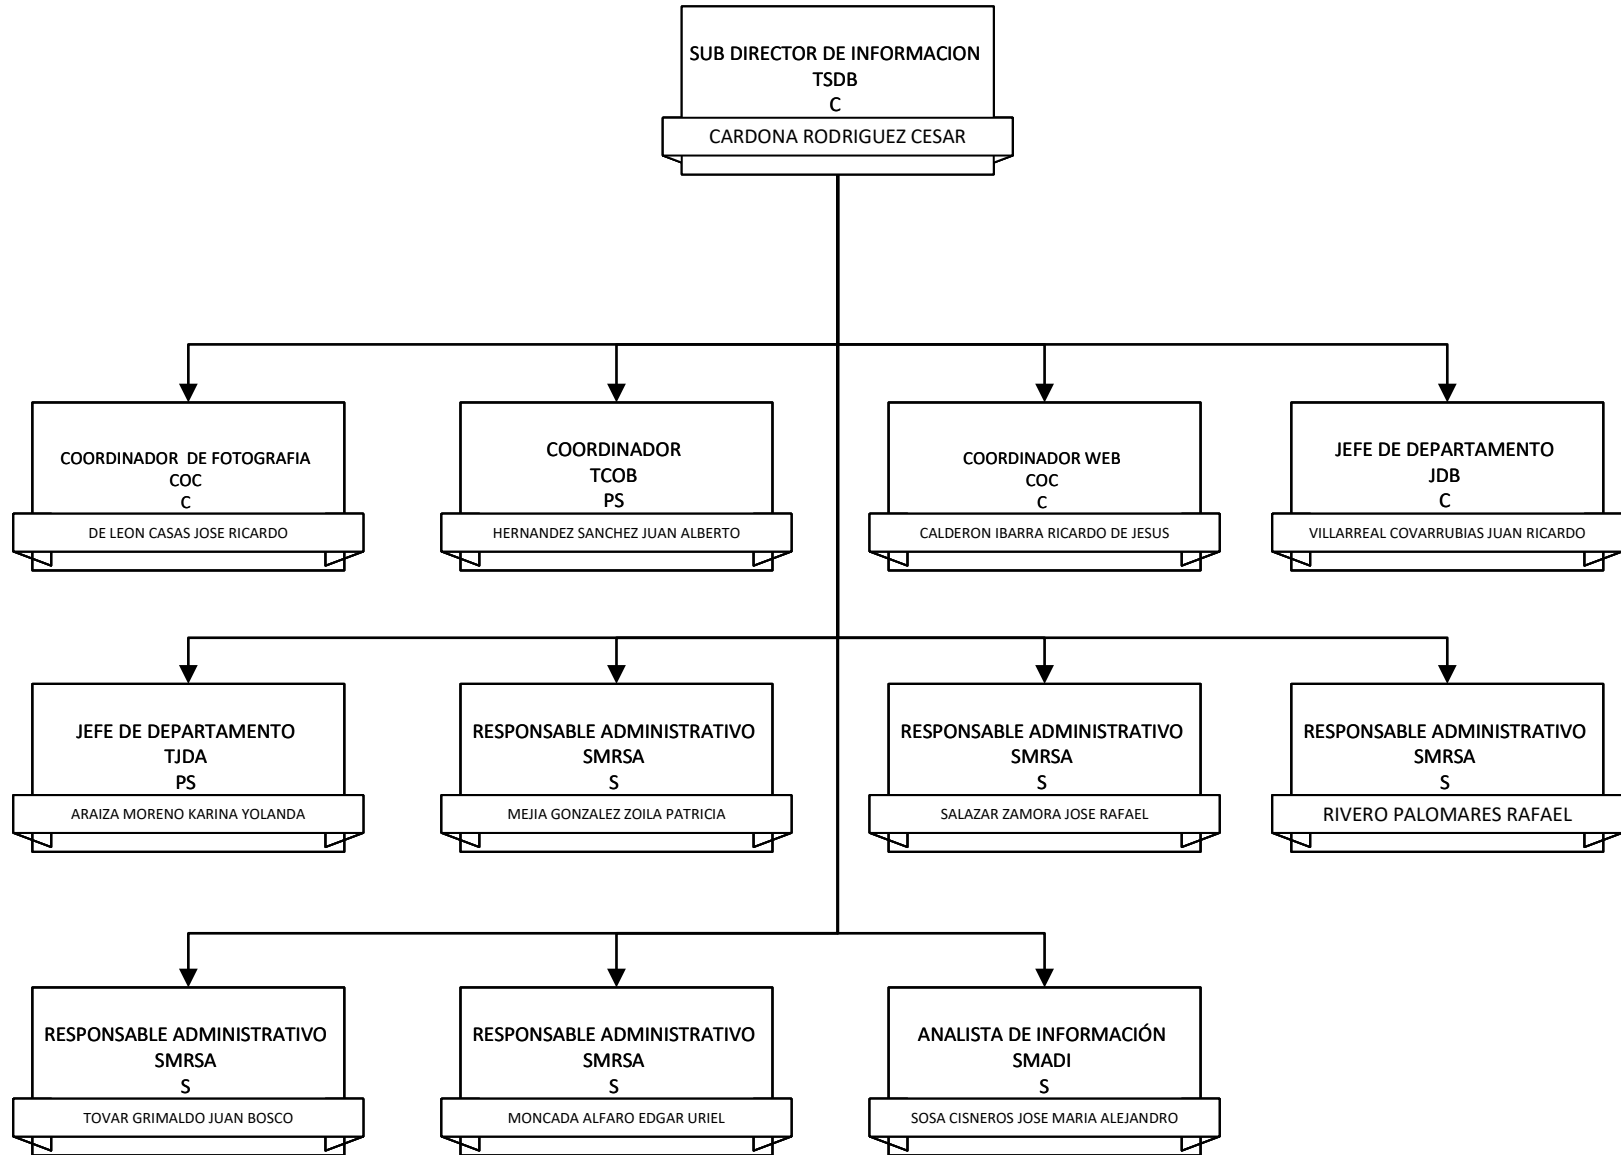 SUB DIRECTOR DE INFORMACION
TSDB
C
CARDONA RODRIGUEZ CESAR
COORDINADOR DE FOTOGRAFIA
COC
C
DE LEON CASAS JOSE RICARDO
COORDINADOR
TCOB
PS
HERNANDEZ SANCHEZ JUAN ALBERTO
COORDINADOR WEB
COC
C
CALDERON IBARRA RICARDO DE JESUS
JEFE DE DEPARTAMENTO
JDB
C
VILLARREAL COVARRUBIAS JUAN RICARDO
JEFE DE DEPARTAMENTO
TJDA
PS
ARAIZA MORENO KARINA YOLANDA
RESPONSABLE ADMINISTRATIVO
SMRSA
S
MEJIA GONZALEZ ZOILA PATRICIA
RESPONSABLE ADMINISTRATIVO
SMRSA
S
SALAZAR ZAMORA JOSE RAFAEL
RESPONSABLE ADMINISTRATIVO
SMRSA
S
RIVERO PALOMARES RAFAEL
RESPONSABLE ADMINISTRATIVO
SMRSA
S
TOVAR GRIMALDO JUAN BOSCO
RESPONSABLE ADMINISTRATIVO
SMRSA
S
MONCADA ALFARO EDGAR URIEL
ANALISTA DE INFORMACIÓN
SMADI
S
SOSA CISNEROS JOSE MARIA ALEJANDRO